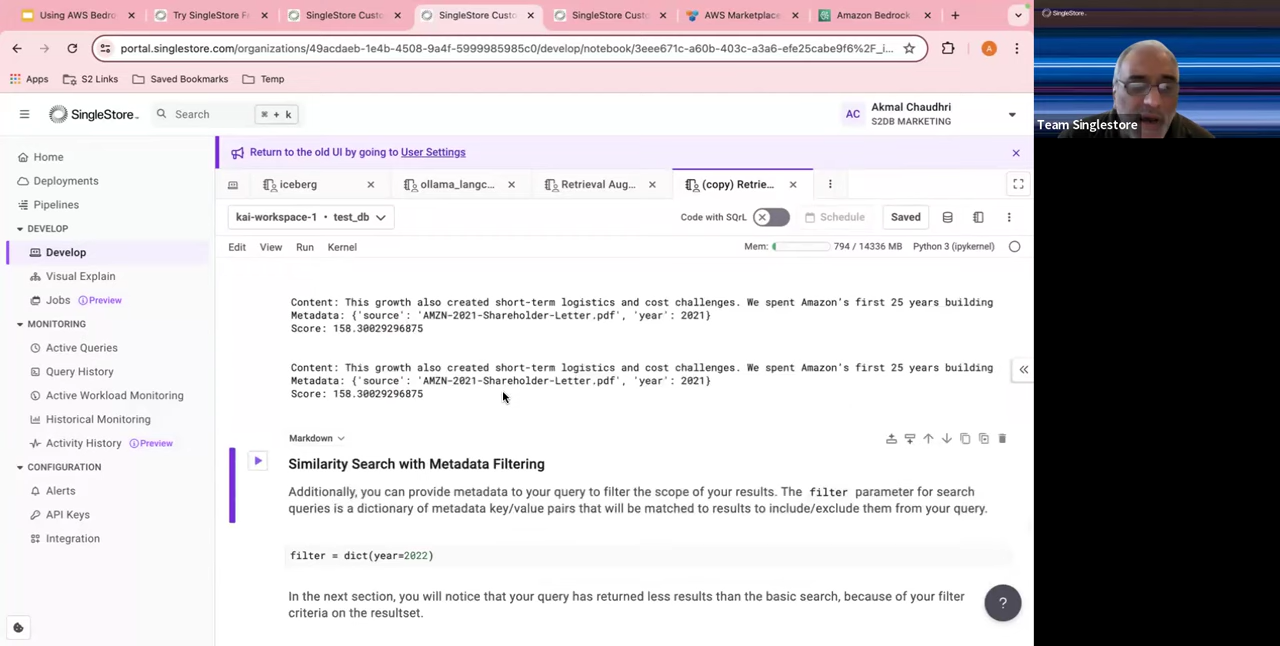 Using AWS Bedro
Try SingleStore F
SingleStore Custo
SingleStore Custo
SingleStore Cust
AWS Marketplace
Amazon Bedrock
portal.singlestore.com/organizations/49acdaeb-1e4b-4508-9a4f-5999985985c0/develop/notebook/3eee671c-a60b-403c-a3a6-efe25cabe9f6%2F_i...
A
Apps
S2 Links
Saved Bookmarks
Temp
SingleStore
Search
⌘ + k
AC
Akmal Chaudhri
S2DB MARKETING
Return to the old UI by going to User Settings
Home
Deployments
Pipelines
DEVELOP
Develop
Visual Explain
Jobs
Preview
MONITORING
Active Queries
Query History
Active Workload Monitoring
Historical Monitoring
Activity History
Preview
CONFIGURATION
Alerts
API Keys
Integration
iceberg
ollama_langc...
Retrieval Aug...
(copy) Retrie...
kai-workspace-1 • test_db
Code with SQrL
Schedule
Saved
Edit
View
Run
Kernel
Mem:
794 / 14336 MB
Python 3 (ipykernel)
Content: This growth also created short-term logistics and cost challenges. We spent Amazon's first 25 years building
Metadata: {'source': 'AMZN-2021-Shareholder-Letter.pdf', 'year': 2021}
Score: 158.30029296875
Content: This growth also created short-term logistics and cost challenges. We spent Amazon's first 25 years building
Metadata: {'source': 'AMZN-2021-Shareholder-Letter.pdf', 'year': 2021}
Score: 158.30029296875
Markdown
Similarity Search with Metadata Filtering
Additionally, you can provide metadata to your query to filter the scope of your results. The filter parameter for search
queries is a dictionary of metadata key/value pairs that will be matched to results to include/exclude them from your query.
filter = dict(year=2022)
In the next section, you will notice that your query has returned less results than the basic search, because of your filter
criteria on the resultset.
?
SingleStore
Team Singlestore